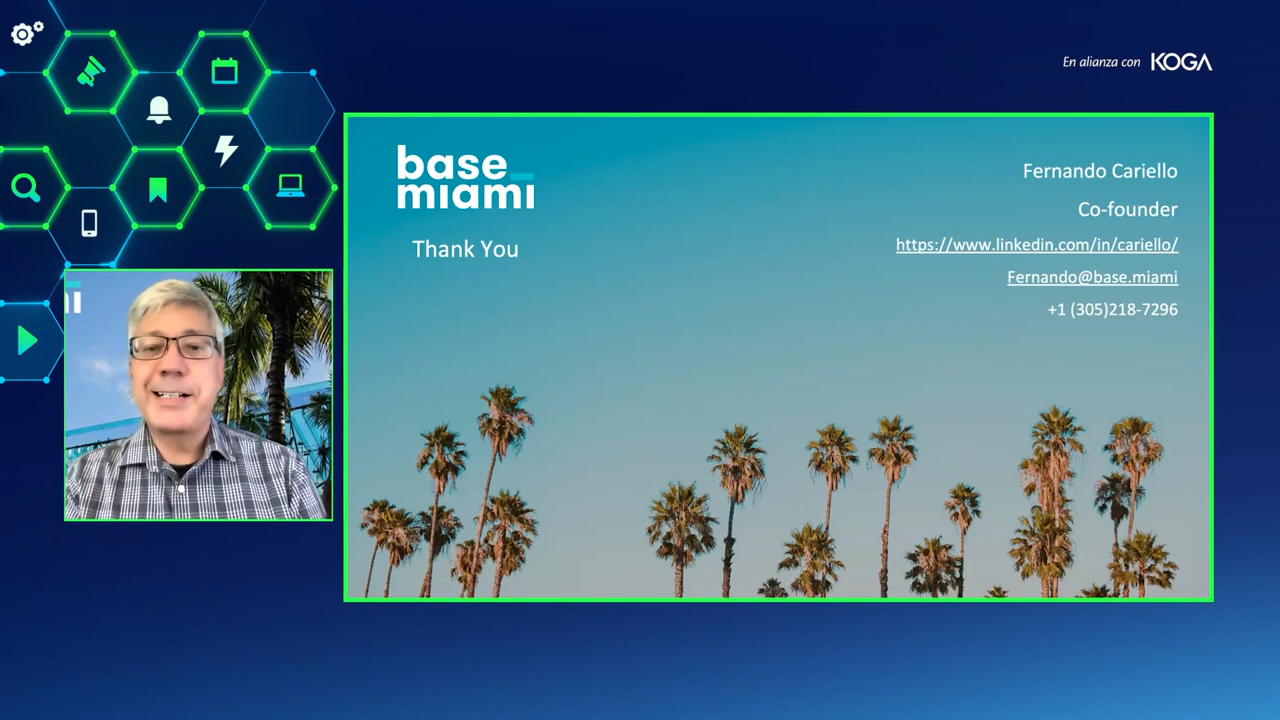 En alianza con KOGA
base_
miami
Thank You
Fernando Cariello
Co-founder
https://www.linkedin.com/in/cariello/
Fernando@base.miami
+1 (305)218-7296